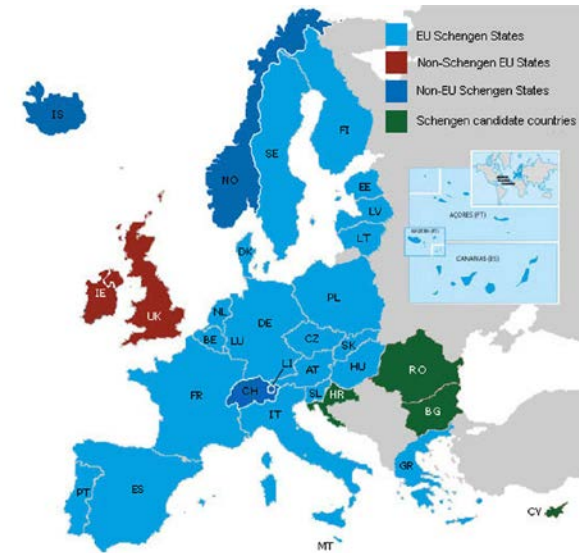 EU Schengen States
Non-Schengen EU States
Non-EU Schengen States
Schengen candidate countries
IS
FI
SE
NO
EE
LV
LT
AÇORES (PT)
CANARIAS (ES)
DK
IE
UK
NL
BE
LU
DE
PL
CZ
SK
LI
AT
HU
RO
FR
CH
SL
HR
BG
IT
PT
ES
GR
CY
MT